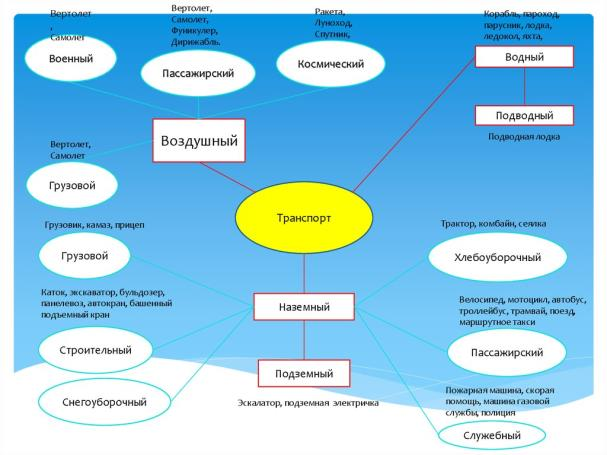 Вертолет
,
Самолет
Военный
Вертолет,
Самолет,
Фуникулер,
Дирижабль.
Пассажирский
Ракета,
Луноход,
Спутник,
Космический
Корабль, пароход,
парусник, лодка,
ледокол, яхта,
Водный
Подводный
Подводная лодка
Воздушный
Вертолет,
Самолет
Грузовой
Транспорт
Грузовик, камаз, прицеп
Грузовой
Трактор, комбайн, сеялка
Хлебоуборочный
Каток, экскаватор, бульдозер,
панелевоз, автокран, башенный
подъемный кран
Строительный
Наземный
Велосипед, мотоцикл, автобус,
троллейбус, трамвай, поезд,
маршрутное такси
Пассажирский
Подземный
Эскалатор, подземная электричка
Снегоуборочный
Пожарная машина, скорая
помощь, машина газовой
службы, полиция
Служебный